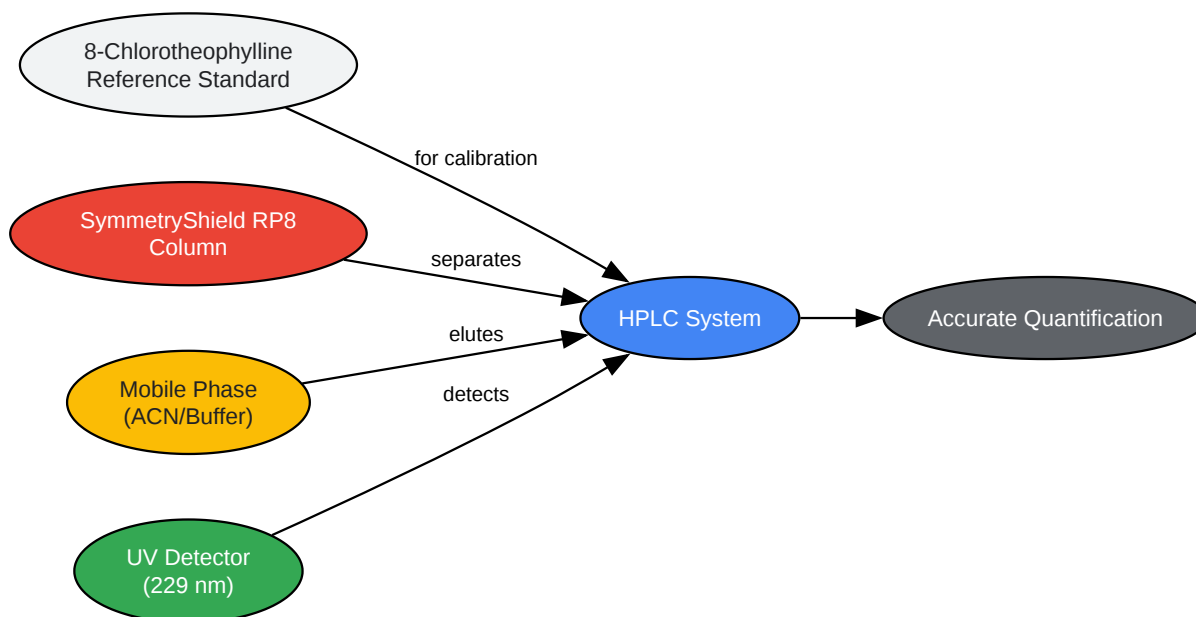 8-Chlorotheophylline
Reference Standard
for calibration
SymmetryShield RP8
Column
separates
HPLC System
Accurate Quantification
elutes
Mobile Phase
(ACN/Buffer)
detects
UV Detector
(229 nm)